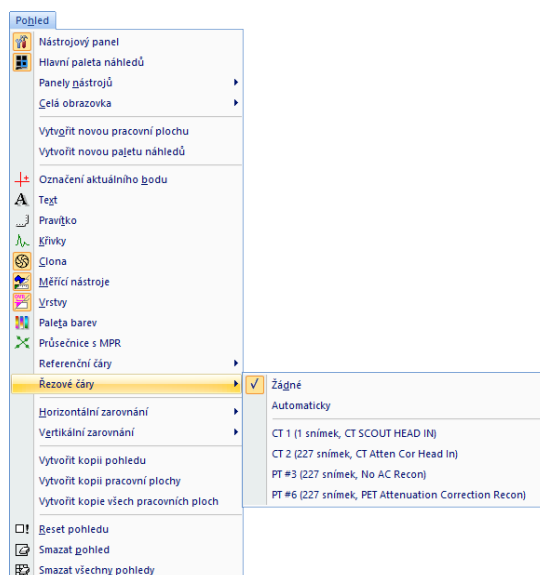 Pohled
Nástrojový panel
Hlavní paleta náhledů
Panely nástrojů
Celá obrazovka
Vytvořit novou pracovní plochu
Vytvořit novou paletu náhledů
Označení aktuálního bodu
Text
Pravítko
Křivky
Clona
Měřící nástroje
Vrstvy
Paleta barev
Průsečnice s MPR
Referenční čáry
Řezové čáry
Žádné
Automaticky
Horizontální zarovnání
Vertikální zarovnání
CT 1 (1 snímek, CT SCOUT HEAD IN)
CT 2 (227 snímek, CT Atten Cor Head In)
PT #3 (227 snímek, No AC Recon)
PT #6 (227 snímek, PET Attenuation Correction Recon)
Vytvořit kopii pohledu
Vytvořit kopii pracovní plochy
Vytvořit kopie všech pracovních ploch
Reset pohledu
Smazat pohled
Smazat všechny pohledy